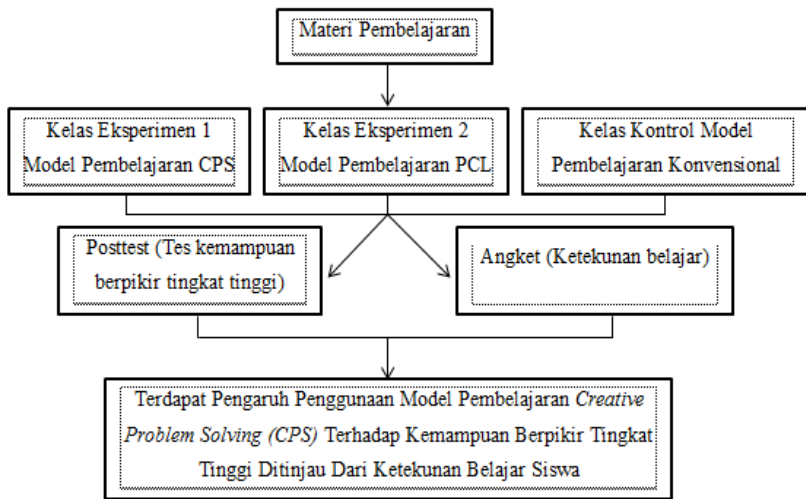 Materi Pembelajaran
Kelas Eksperimen 1
Model Pembelajaran CPS
Kelas Eksperimen 2
Model Pembelajaran PCL
Kelas Kontrol Model
Pembelajaran Konvensional
Posttest (Tes kemampuan
berpikir tingkat tinggi)
Angket (Ketekunan belajar)
Terdapat Pengaruh Penggunaan Model Pembelajaran Creative
Problem Solving (CPS) Terhadap Kemampuan Berpikir Tingkat
Tinggi Ditinjau Dari Ketekunan Belajar Siswa